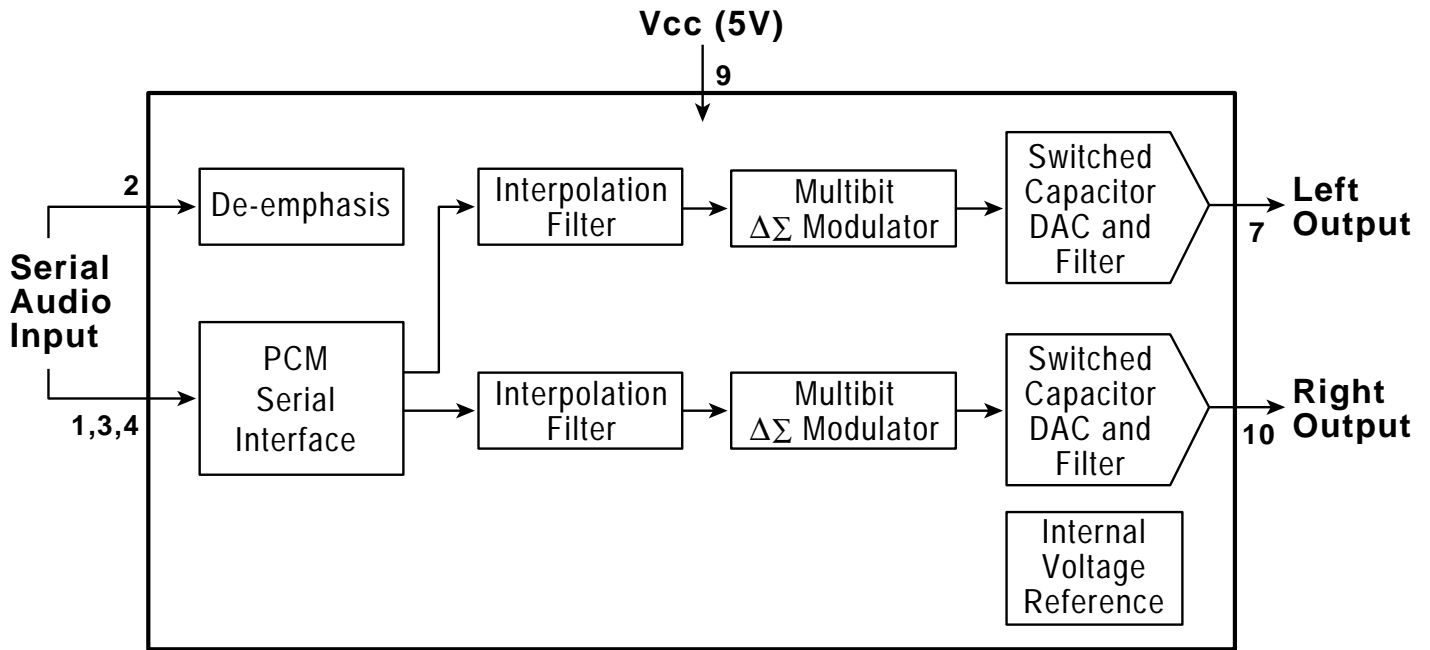 Vcc (5V)
9
2
De-emphasis
Interpolation
Filter
Multibit
ΔΣ Modulator
Switched
Capacitor
DAC and
Filter
7
Left
Output
Serial
Audio
Input
1,3,4
PCM
Serial
Interface
Interpolation
Filter
Multibit
ΔΣ Modulator
Switched
Capacitor
DAC and
Filter
10
Right
Output
Internal
Voltage
Reference